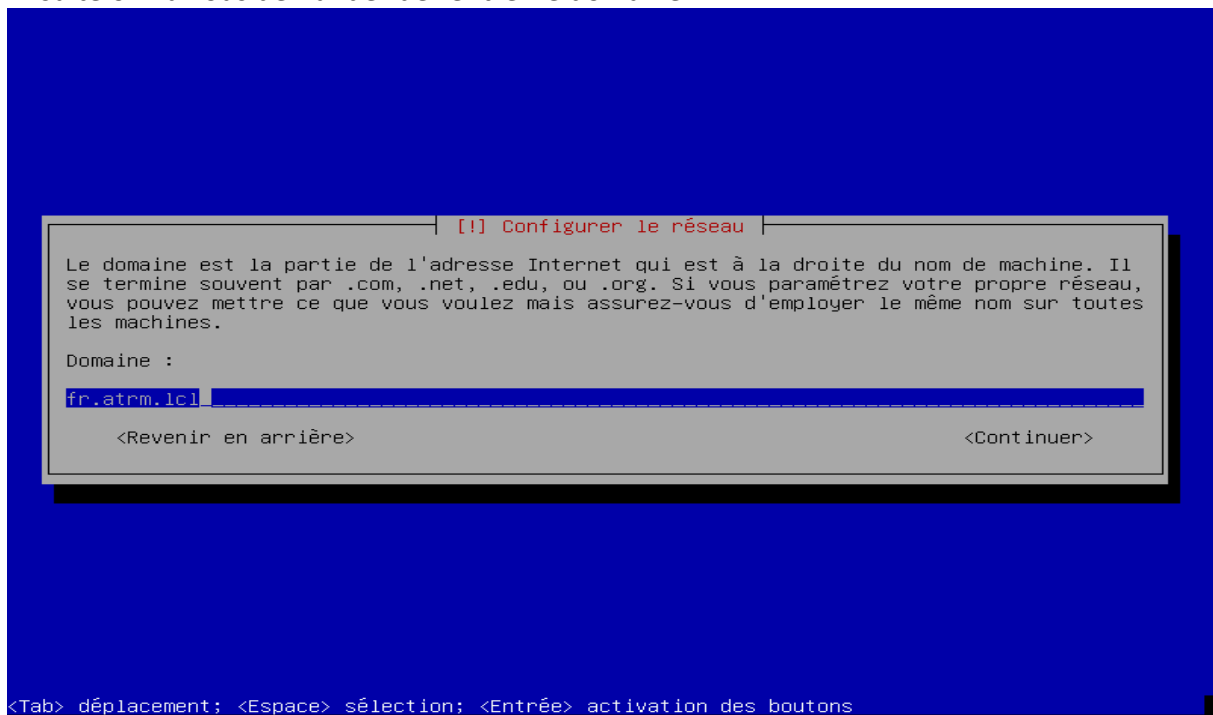 [!] Configurer le réseau
Le domaine est la partie de l'adresse Internet qui est à la droite du nom de machine. Il
se termine souvent par .com, .net, .edu, ou .org. Si vous paramétrez votre propre réseau,
vous pouvez mettre ce que vous voulez mais assurez-vous d'employer le même nom sur toutes
les machines.
Domaine :
fr.atrm.lcl
<Revenir en arrière> <Continuer>
<Tab> déplacement; <Espace> sélection; <Entrée> activation des boutons